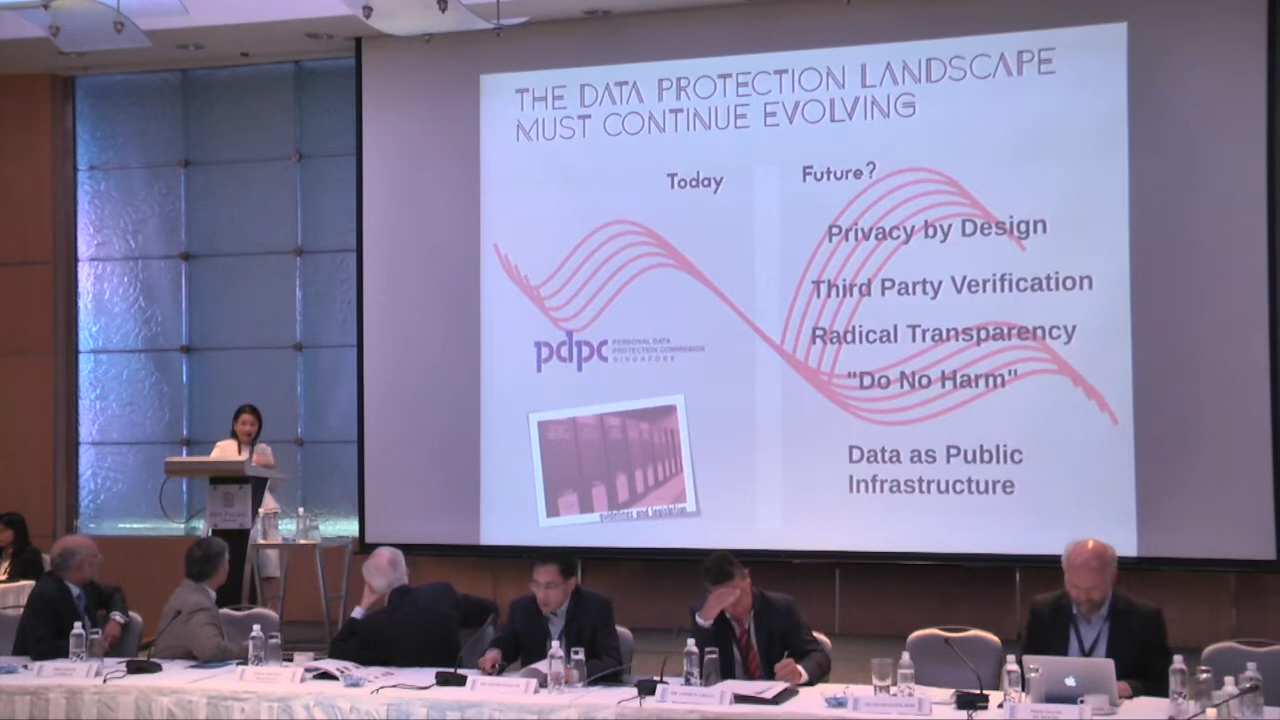 THE DATA PROTECTION LANDSCAPE
MUST CONTINUE EVOLVING
Today
Future?
Privacy by Design
Third Party Verification
Radical Transparency
"Do No Harm"
Data as Public
Infrastructure
pdpc
PERSONAL DATA
PROTECTION COMMISSION
SINGAPORE
guidelines and legislation